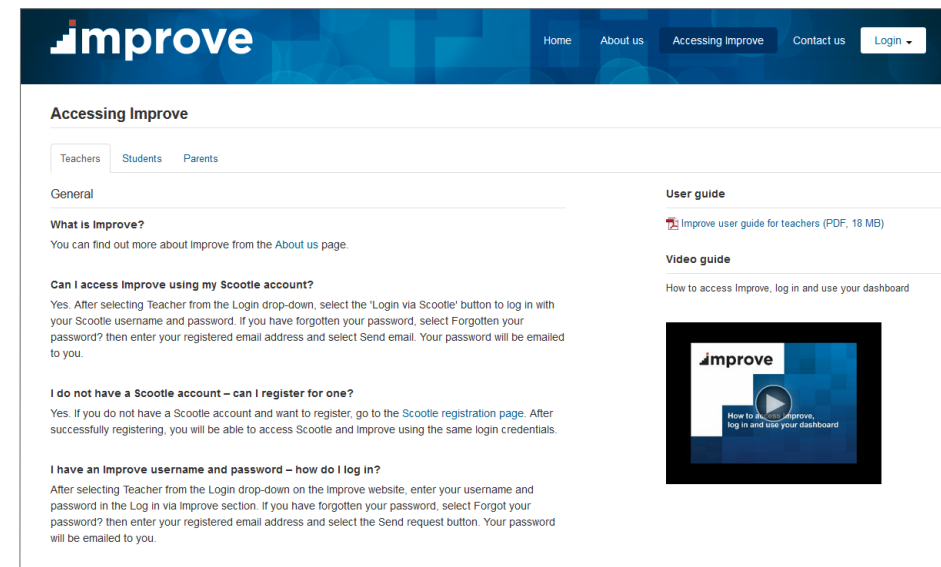 improve
Home About us Accessing Improve Contact us Login
Accessing Improve
Teachers Students Parents
General
What is Improve?
You can find out more about Improve from the About us page.
Can I access Improve using my Scootle account?
Yes. After selecting Teacher from the Login drop-down, select the 'Login via Scootle' button to log in with
your Scootle username and password. If you have forgotten your password, select Forgotten your
password? then enter your registered email address and select Send email. Your password will be emailed
to you.
I do not have a Scootle account – can I register for one?
Yes. If you do not have a Scootle account and want to register, go to the Scootle registration page. After
successfully registering, you will be able to access Scootle and Improve using the same login credentials.
I have an Improve username and password – how do I log in?
After selecting Teacher from the Login drop-down on the Improve website, enter your username and
password in the Log in via Improve section. If you have forgotten your password, select Forgot your
password? then enter your registered email address and select the Send request button. Your password
will be emailed to you.
User guide
Improve user guide for teachers (PDF, 18 MB)
Video guide
How to access Improve, log in and use your dashboard
improve
How to access Improve,
log in and use your dashboard